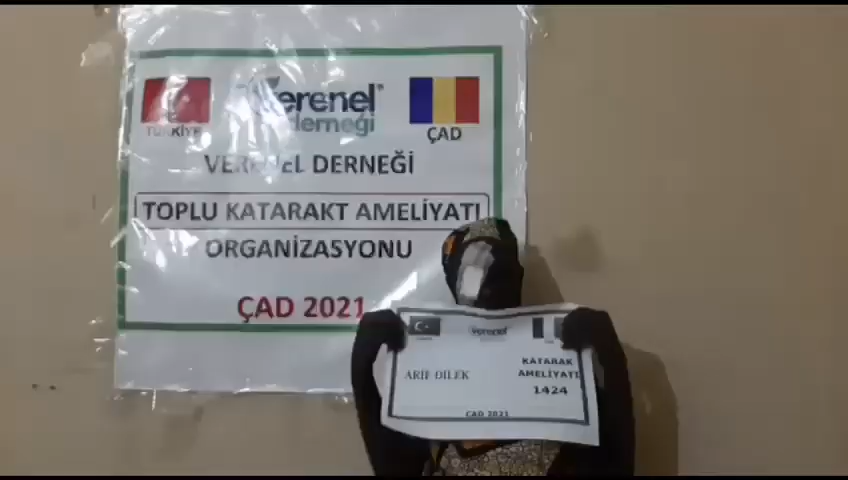 Verenel®
derneği
TÜRKİYE
ÇAD
VERENEL DERNEĞİ
TOPLU KATARAKT AMELİYATI
ORGANİZASYONU
ÇAD 2021
verenel
ARİF DİLEK
KATARAK
AMELİYATI
1424
ÇAD 2021